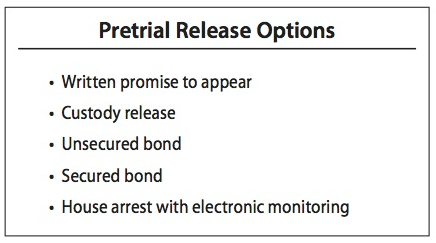 Pretrial Release Options
• Written promise to appear
• Custody release
• Unsecured bond
• Secured bond
• House arrest with electronic monitoring